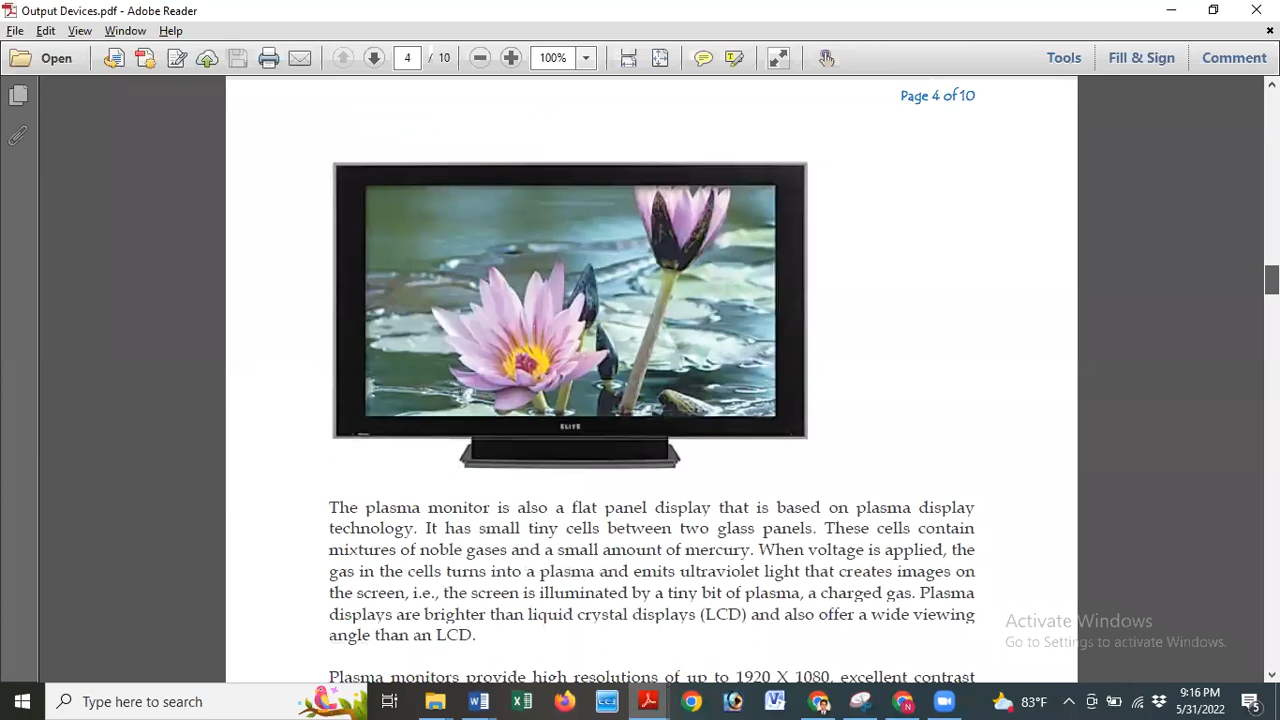 Output Devices.pdf - Adobe Reader
File Edit View Window Help
Open 4 / 10 100% Tools Fill & Sign Comment
Page 4 of 10
ELITE
The plasma monitor is also a flat panel display that is based on plasma display
technology. It has small tiny cells between two glass panels. These cells contain
mixtures of noble gases and a small amount of mercury. When voltage is applied, the
gas in the cells turns into a plasma and emits ultraviolet light that creates images on
the screen, i.e., the screen is illuminated by a tiny bit of plasma, a charged gas. Plasma
displays are brighter than liquid crystal displays (LCD) and also offer a wide viewing
angle than an LCD.
Plasma monitors provide high resolutions of up to 1920 X 1080, excellent contrast
Activate Windows
Go to Settings to activate Windows.
Type here to search
83°F
9:16 PM
5/31/2022
5